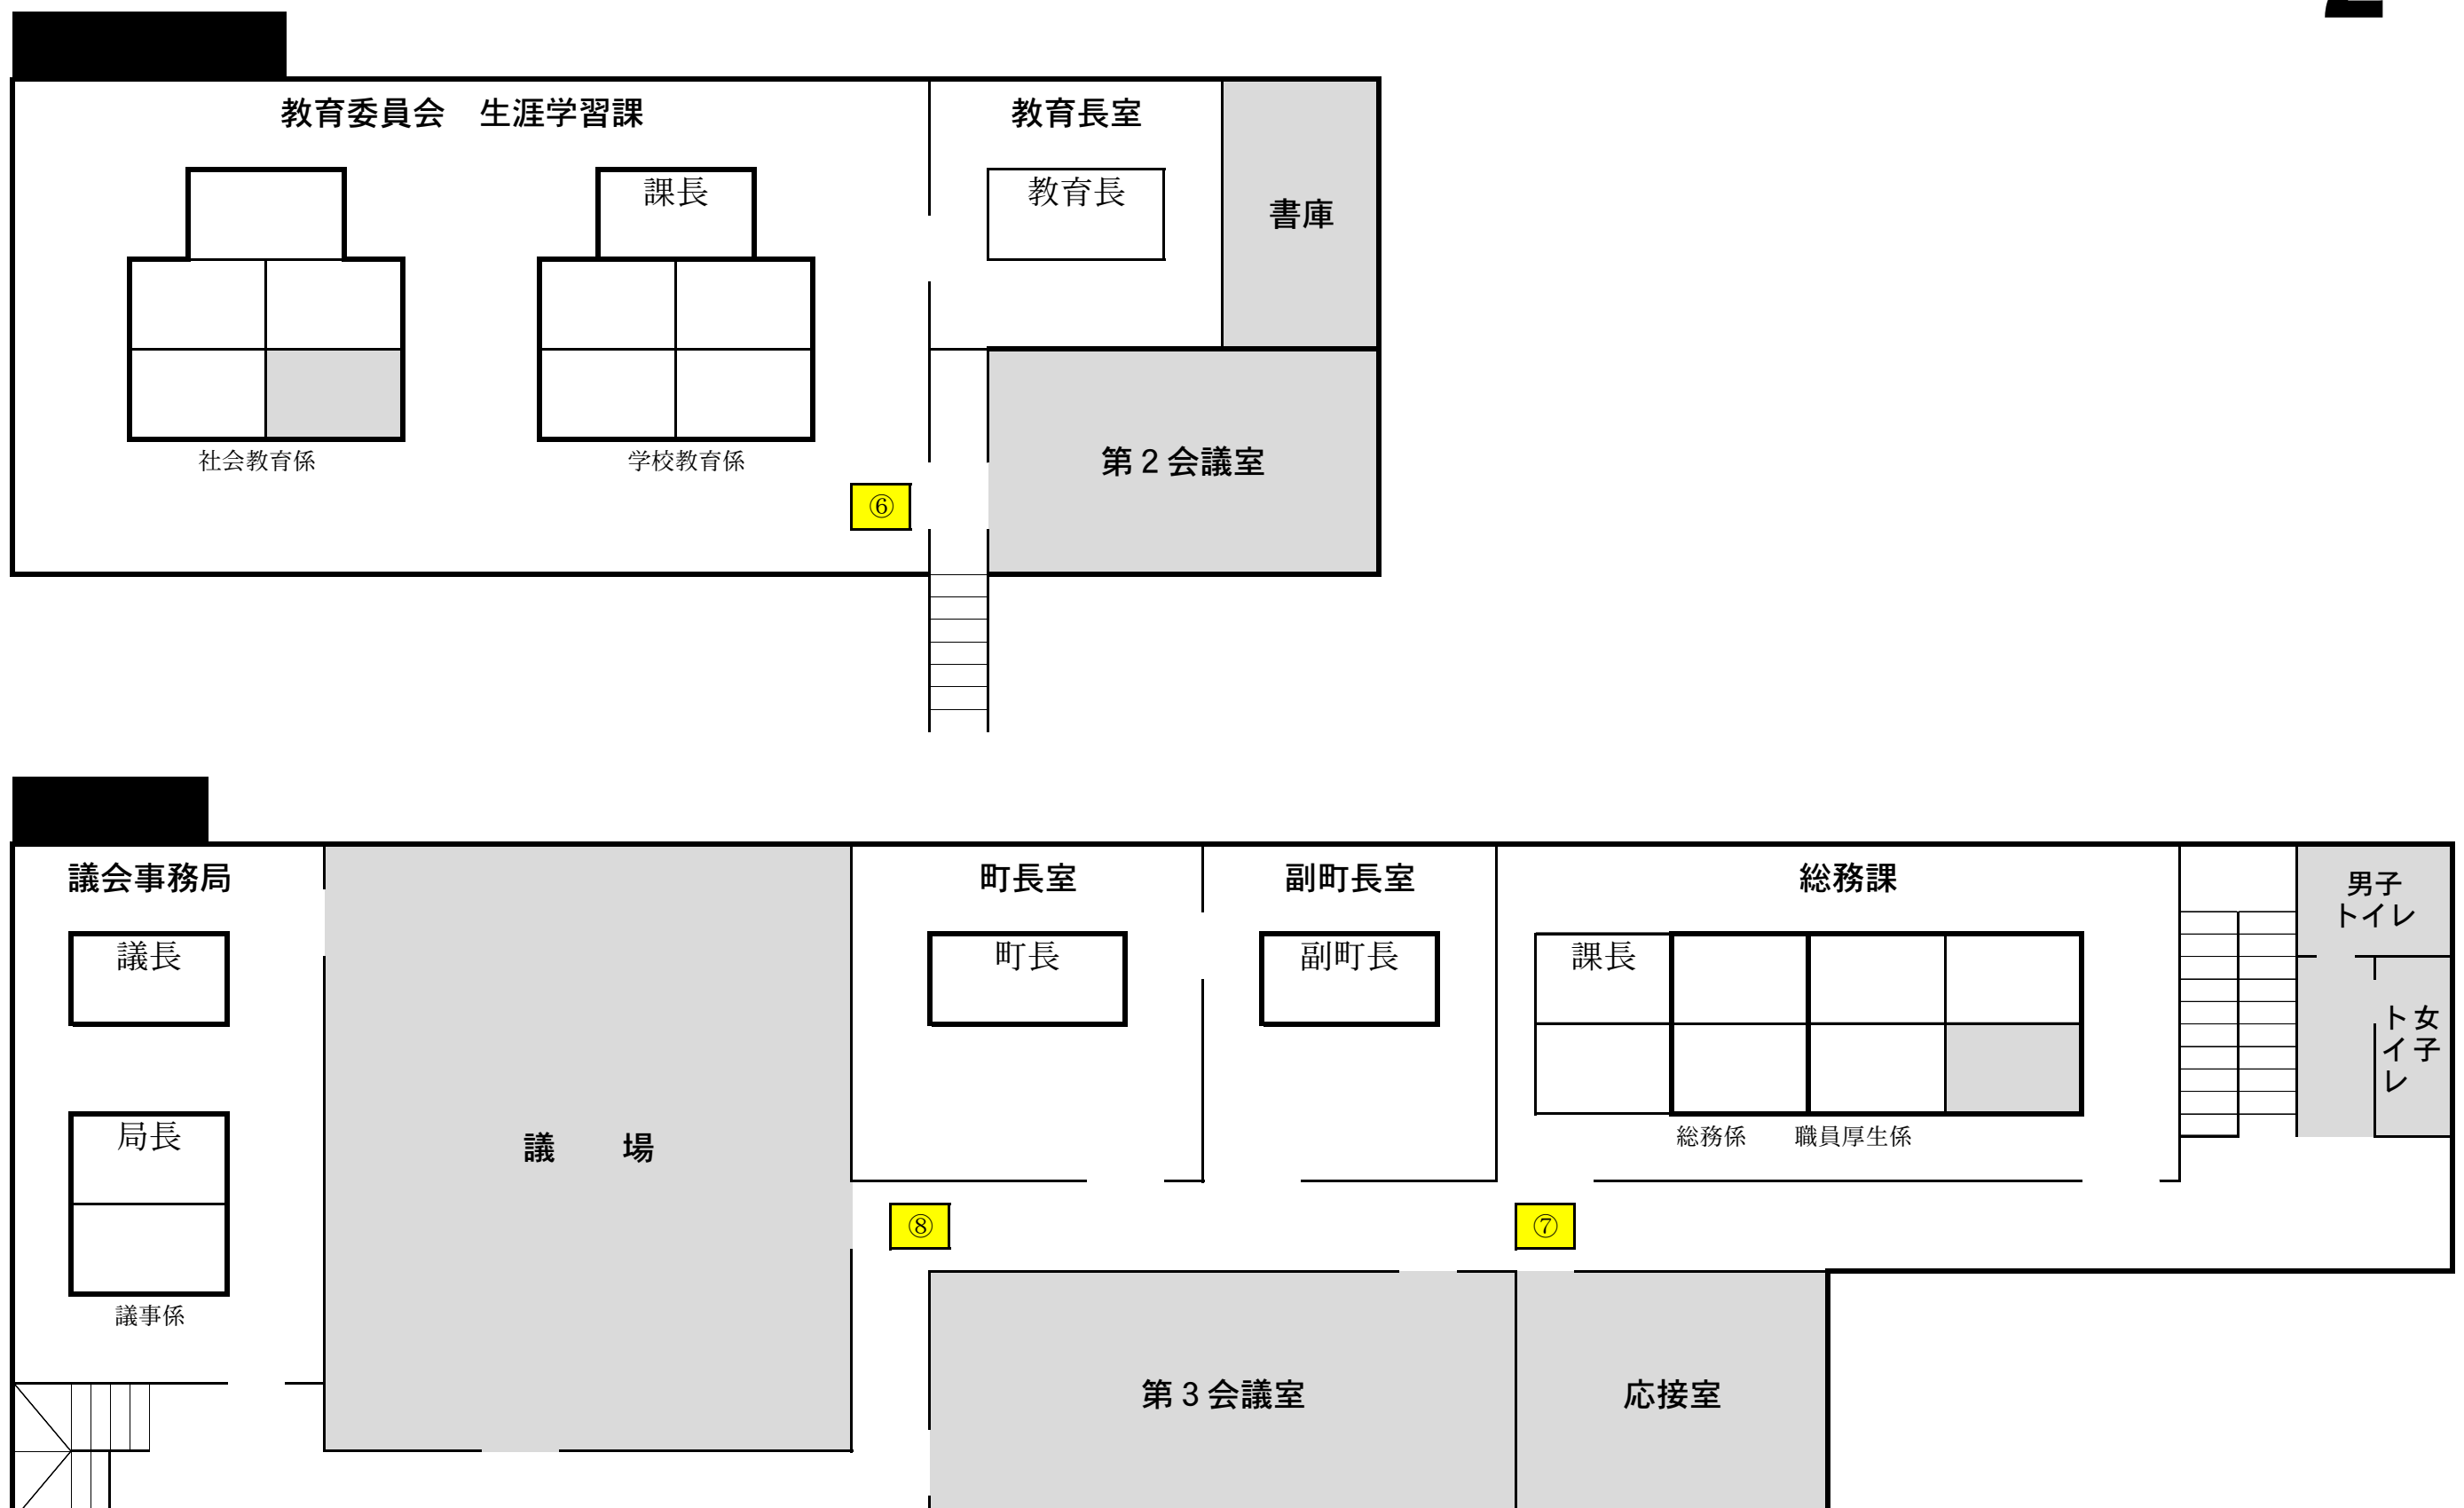 教育委員会　生涯学習課
教育長室
課長
教育長
書庫
社会教育係
学校教育係
第２会議室
⑥
議会事務局
町長室
副町長室
総務課
男子
トイレ
議長
町長
副町長
課長
女子
トイレ
局長
議　　場
総務係
職員厚生係
⑧
⑦
議事係
第３会議室
応接室